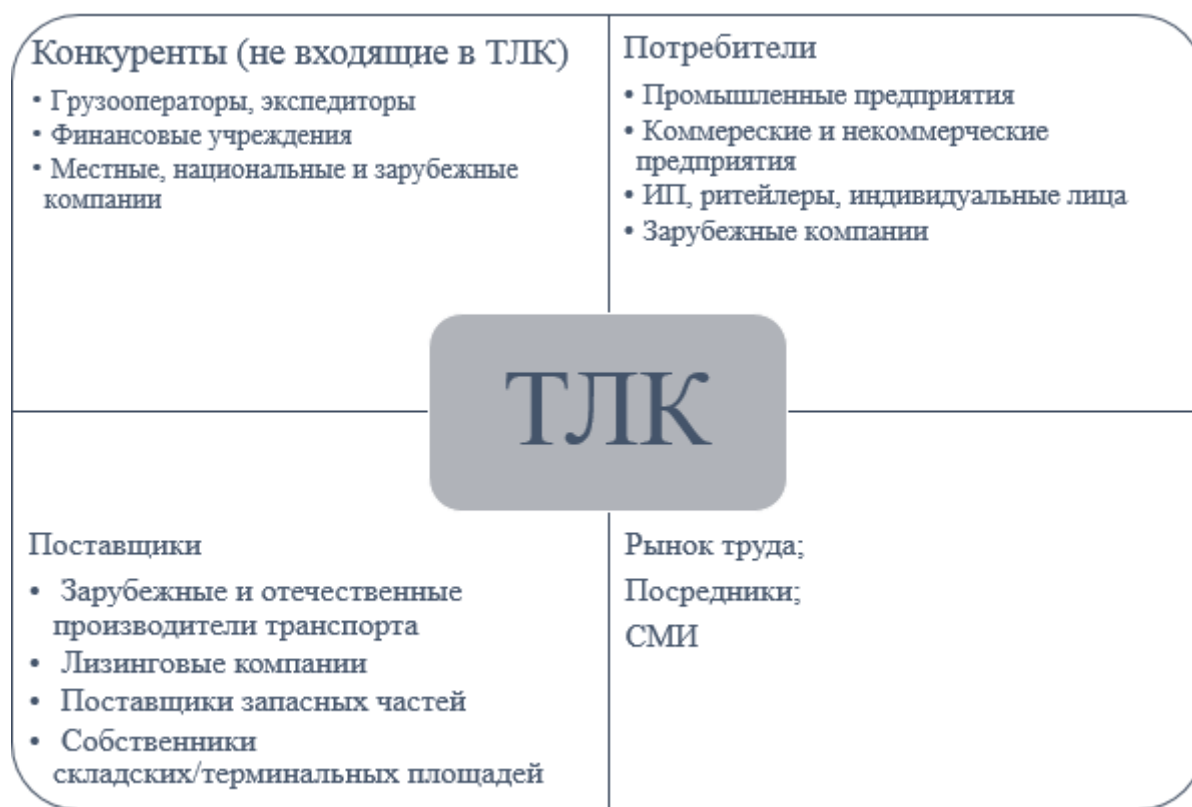 Конкуренты (не входящие в ТЛК)
• Грузооператоры, экспедиторы
• Финансовые учреждения
• Местные, национальные и зарубежные
компании
Потребители
• Промышленные предприятия
• Коммереские и некоммерческие
предприятия
• ИП, ритейлеры, индивидуальные лица
• Зарубежные компании
ТЛК
Поставщики
• Зарубежные и отечественные
производители транспорта
• Лизинговые компании
• Поставщики запасных частей
• Собственники
складских/терминальных площадей
Рынок труда;
Посредники;
СМИ